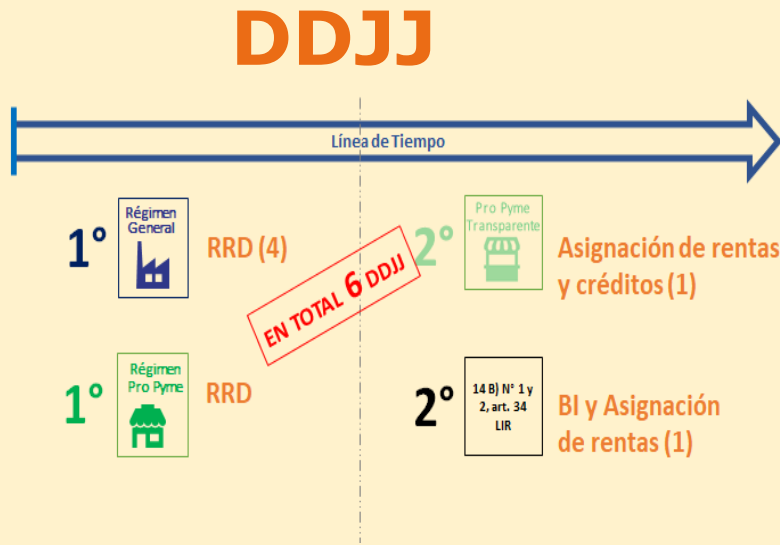 DDJJ
Línea de Tiempo
1°
Régimen
General
RRD (4)
2°
Pro Pyme
Transparente
Asignación de rentas
y créditos (1)
EN TOTAL 6 DDJJ
1°
Régimen
Pro Pyme
RRD
2°
14 B) N° 1 y
2, art. 34
LIR
BI y Asignación
de rentas (1)